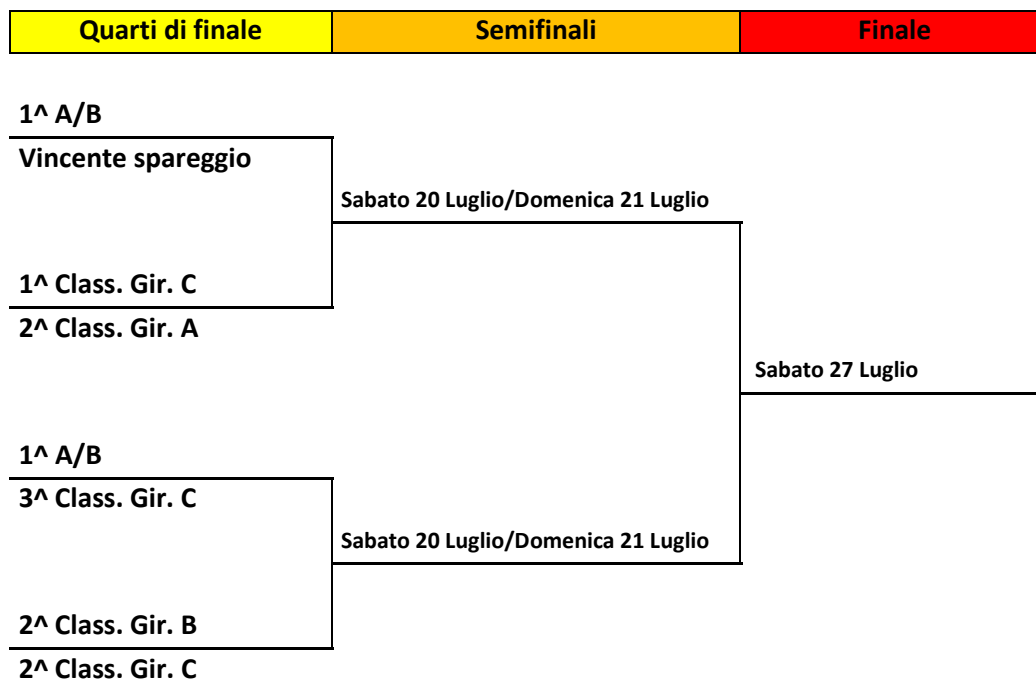 Quarti di finale Semifinali Finale
1^ A/B
Vincente spareggio
Sabato 20 Luglio/Domenica 21 Luglio
1^ Class. Gir. C
2^ Class. Gir. A
Sabato 27 Luglio
1^ A/B
3^ Class. Gir. C
Sabato 20 Luglio/Domenica 21 Luglio
2^ Class. Gir. B
2^ Class. Gir. C